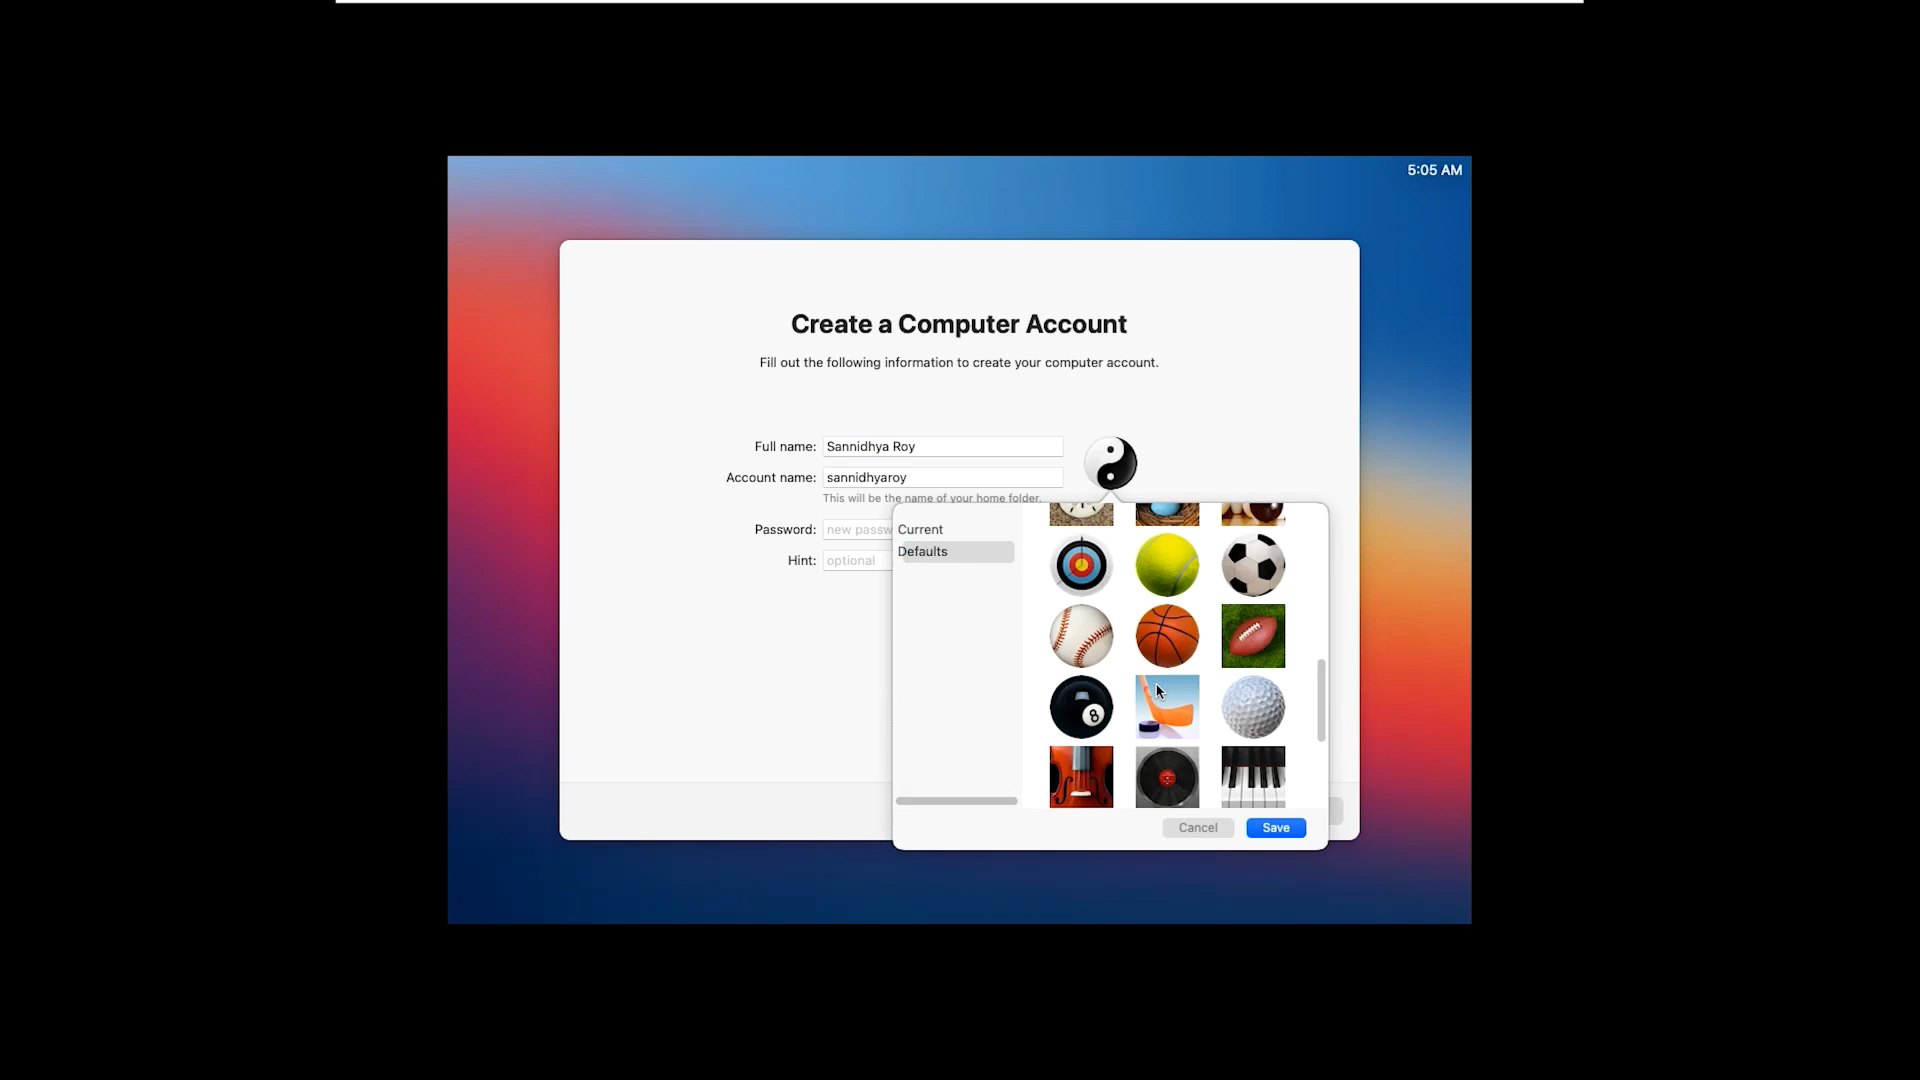 5:05 AM
Create a Computer Account
Fill out the following information to create your computer account.
Full name: Sannidhya Roy
Account name: sannidhyaroy
This will be the name of your home folder.
Password: new passw
Hint: optional
Current
Defaults
8
Cancel
Save